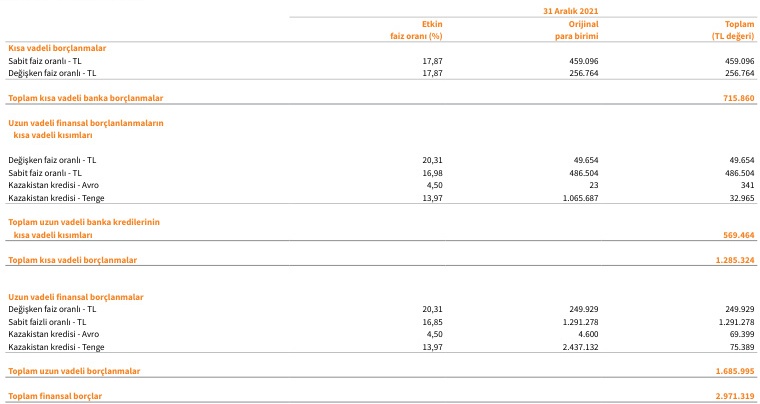 31 Aralık 2021
Etkin Orijinal Toplam
faiz oranı (%) para birimi (TL değeri)
Kısa vadeli borçlanmalar
Sabit faiz oranlı - TL 17,87 459.096 459.096
Değişken faiz oranlı - TL 17,87 256.764 256.764
Toplam kısa vadeli banka borçlanmalar 715.860
Uzun vadeli finansal borçlanlanmaların
kısa vadeli kısımları
Değişken faiz oranlı - TL 20,31 49.654 49.654
Sabit faiz oranlı - TL 16,98 486.504 486.504
Kazakistan kredisi - Avro 4,50 23 341
Kazakistan kredisi - Tenge 13,97 1.065.687 32.965
Toplam uzun vadeli banka kredilerinin
kısa vadeli kısımları 569.464
Toplam kısa vadeli borçlanmalar 1.285.324
Uzun vadeli finansal borçlanmalar
Değişken faiz oranlı - TL 20,31 249.929 249.929
Sabit faizli oranlı - TL 16,85 1.291.278 1.291.278
Kazakistan kredisi - Avro 4,50 4.600 69.399
Kazakistan kredisi - Tenge 13,97 2.437.132 75.389
Toplam uzun vadeli borçlanmalar 1.685.995
Toplam finansal borçlar 2.971.319